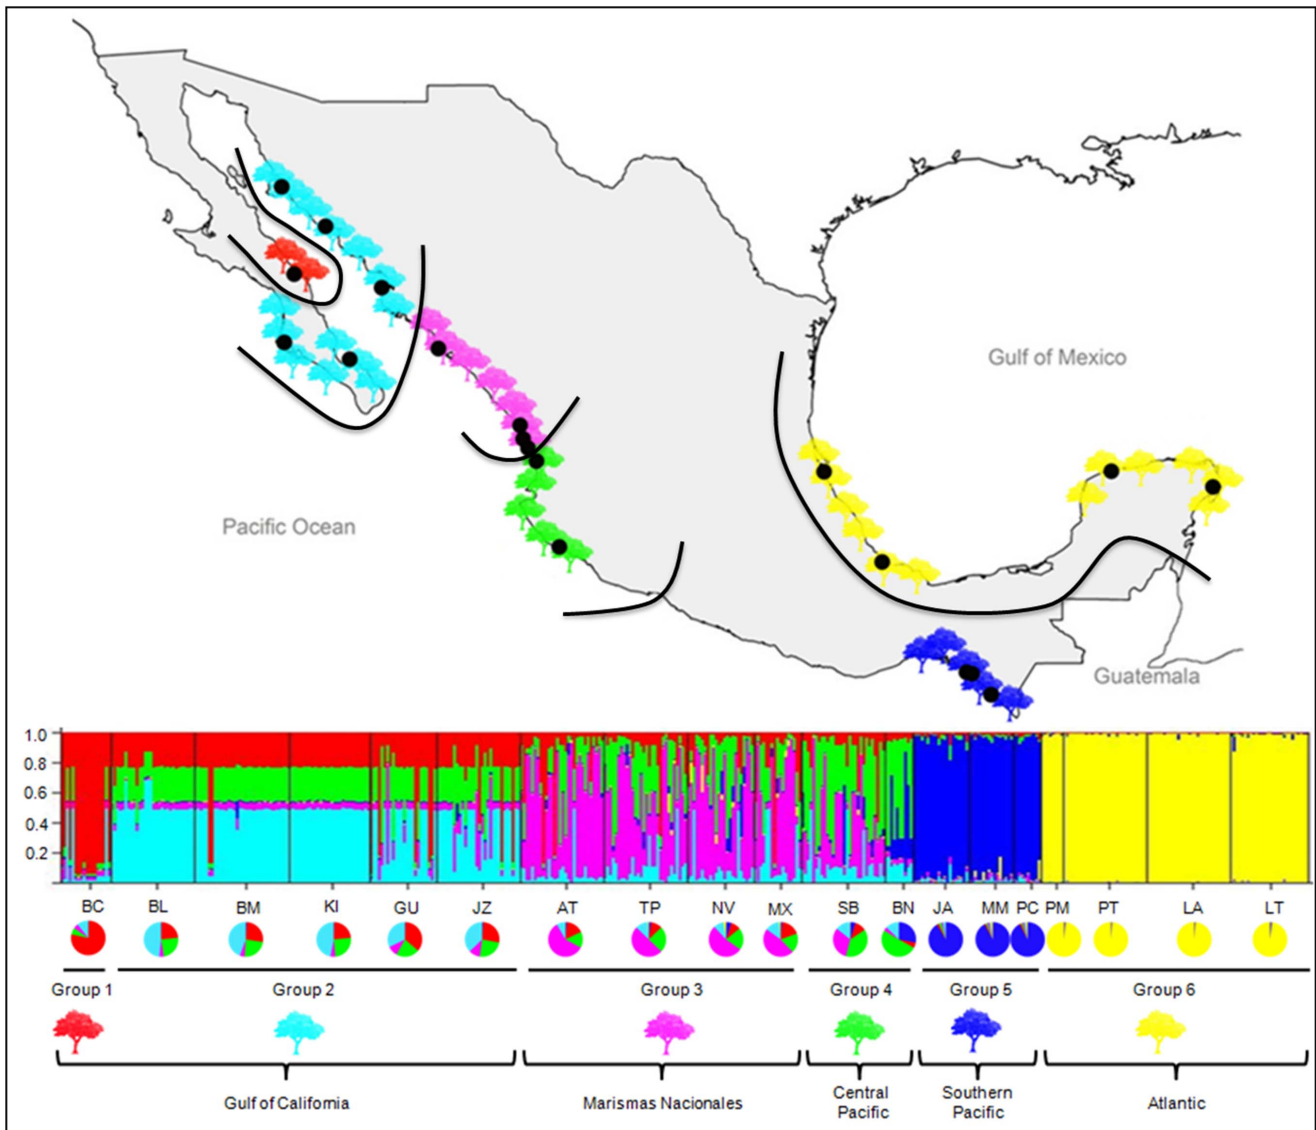 Gulf of Mexico
Pacific Ocean
Guatemala
1.0
0.8
0.6
0.4
0.2
BC BL BM KI GU JZ AT TP NV MX SB BN JA MM PC PM PT LA LT
Group 1 Group 2 Group 3 Group 4 Group 5 Group 6
Gulf of California Marismas Nacionales Central Pacific Southern Pacific Atlantic